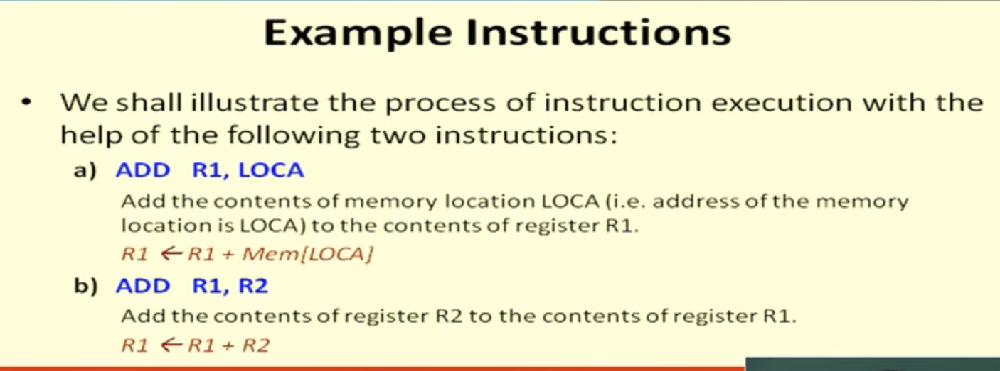 Example Instructions
• We shall illustrate the process of instruction execution with the
help of the following two instructions:
a) ADD R1, LOCA
Add the contents of memory location LOCA (i.e. address of the memory
location is LOCA) to the contents of register R1.
R1 ← R1 + Mem[LOCA]
b) ADD R1, R2
Add the contents of register R2 to the contents of register R1.
R1 ← R1 + R2